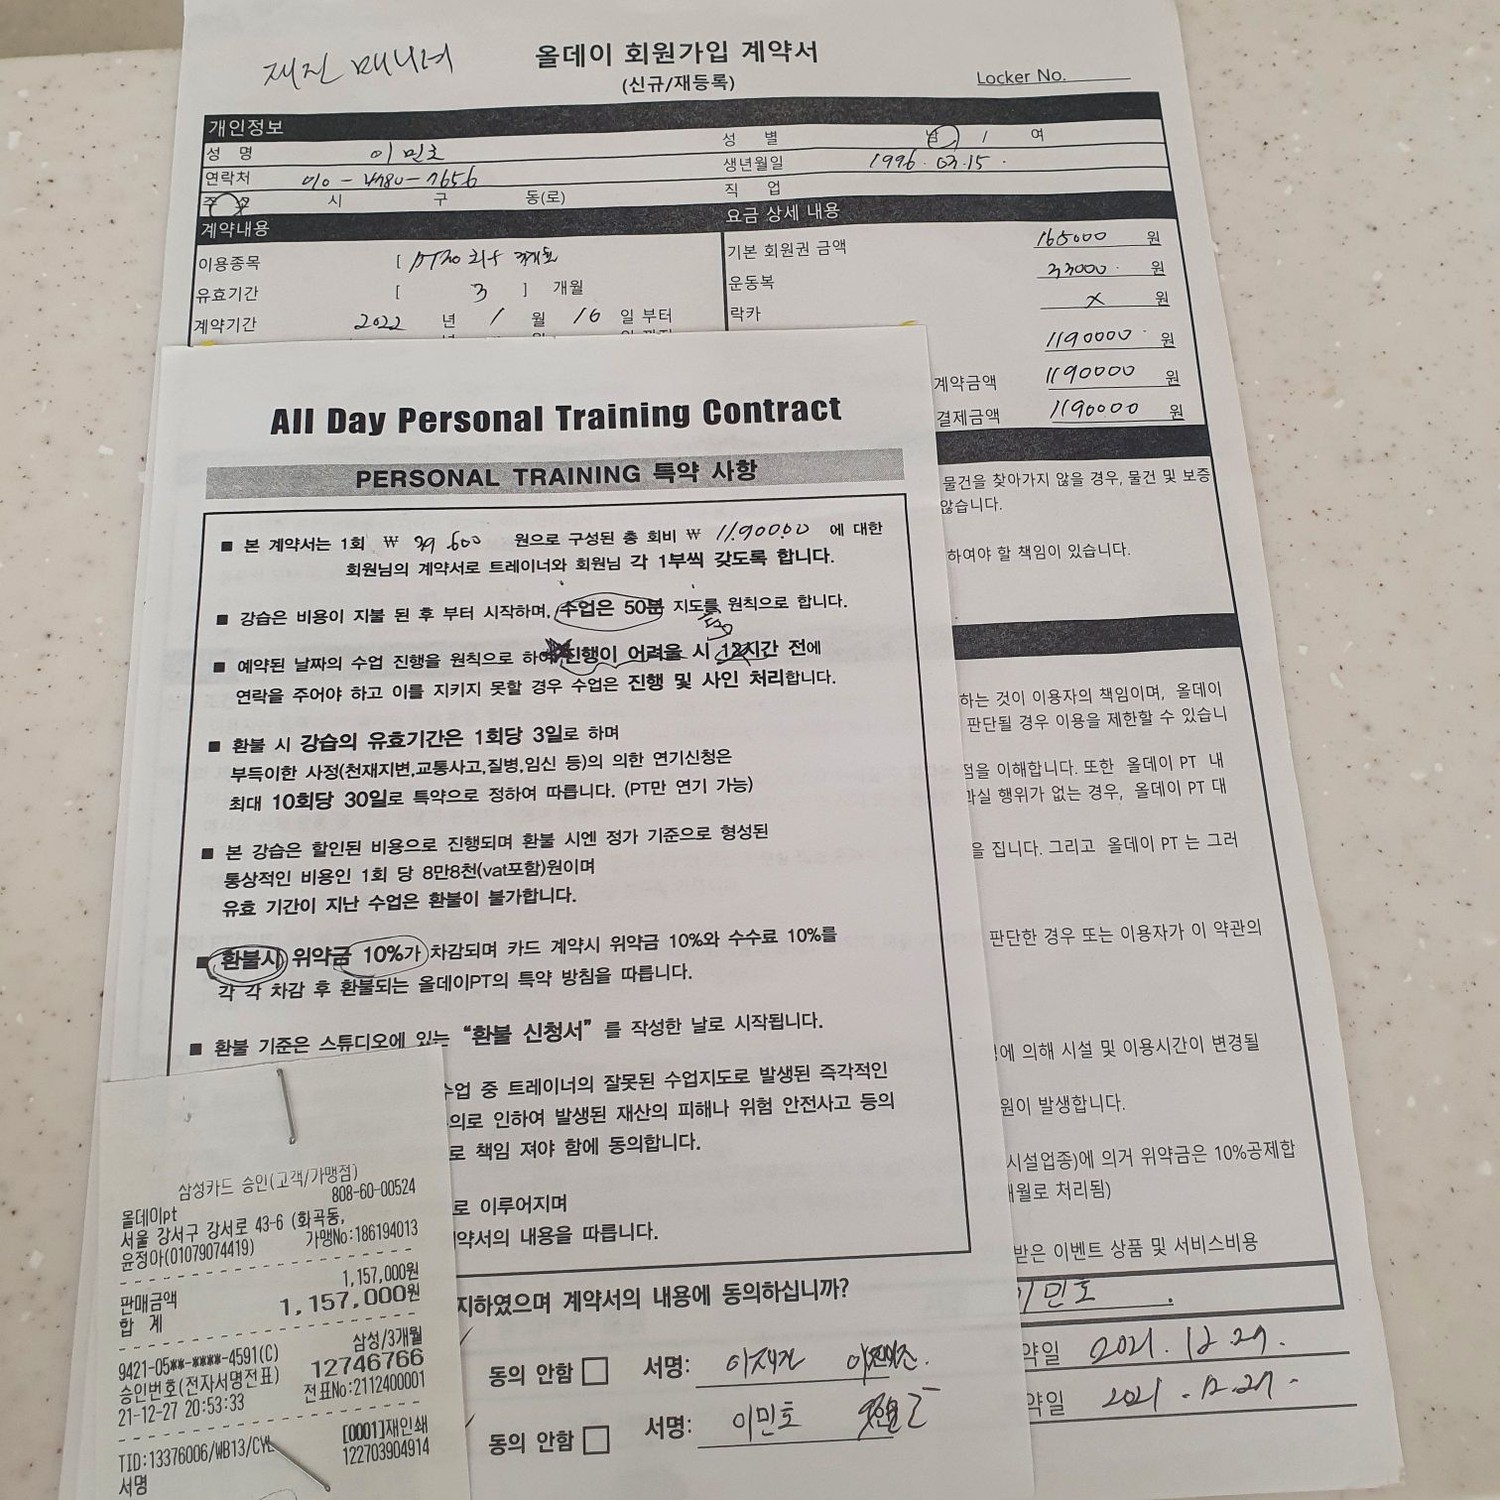 재진 매니저
올데이 회원가입 계약서
(신규/재등록)
Locker No.
개인정보
성 명 이민호
성 별 남 / 여
연락처
생년월일 1996.03.15.
시 구 동(로)
직 업
계약내용
요금 상세 내용
이용종목 [ PT30회
기본 회원권 금액 165000 원
유효기간 [ 3 ] 개월
운동복 33000 원
계약기간 2022 년 1 월 16 일 부터
락카 x 원
1190000 원
계약금액 1190000 원
결제금액 1190000 원
물건을 찾아가지 않을 경우, 물건 및 보증
않습니다.
하여야 할 책임이 있습니다.
하는 것이 이용자의 책임이며, 올데이
판단될 경우 이용을 제한할 수 있습니
점을 이해합니다. 또한 올데이 PT 내
과실 행위가 없는 경우, 올데이 PT 대
을 집니다. 그리고 올데이 PT 는 그러
판단한 경우 또는 이용자가 이 약관의
에 의해 시설 및 이용시간이 변경될
원이 발생합니다.
시설업종)에 의거 위약금은 10%공제합
개월로 처리됨)
받은 이벤트 상품 및 서비스비용
이민호
약일 2021.12.27.
약일 2021.12.27.
All Day Personal Training Contract
PERSONAL TRAINING 특약 사항
■ 본 계약서는 1회 ₩ 39.600 원으로 구성된 총 회비 ₩ 11.900.00 에 대한
회원님의 계약서로 트레이너와 회원님 각 1부씩 갖도록 합니다.
■ 강습은 비용이 지불 된 후 부터 시작하며, 수업은 50분 지도를 원칙으로 합니다.
■ 예약된 날짜의 수업 진행을 원칙으로 하여 진행이 어려울 시 12시간 전에
연락을 주어야 하고 이를 지키지 못할 경우 수업은 진행 및 사인 처리합니다.
■ 환불 시 강습의 유효기간은 1회당 3일로 하며
부득이한 사정(천재지변,교통사고,질병,임신 등)의 의한 연기신청은
최대 10회당 30일로 특약으로 정하여 따릅니다. (PT만 연기 가능)
■ 본 강습은 할인된 비용으로 진행되며 환불 시엔 정가 기준으로 형성된
통상적인 비용인 1회 당 8만8천(vat포함)원이며
유효 기간이 지난 수업은 환불이 불가합니다.
■ 환불시 위약금 10%가 차감되며 카드 계약시 위약금 10%와 수수료 10%를
각 각 차감 후 환불되는 올데이PT의 특약 방침을 따릅니다.
■ 환불 기준은 스튜디오에 있는 “환불 신청서” 를 작성한 날로 시작됩니다.
수업 중 트레이너의 잘못된 수업지도로 발생된 즉각적인
의로 인하여 발생된 재산의 피해나 위험 안전사고 등의
로 책임 져야 함에 동의합니다.
로 이루어지며
약서의 내용을 따릅니다.
지하였으며 계약서의 내용에 동의하십니까?
동의 안함 □ 서명: 이재진
동의 안함 □ 서명: 이민호
삼성카드 승인(고객/가맹점)
808-60-00524
올데이pt
서울 강서구 강서로 43-6 (화곡동,
윤정아(01079074419) 가맹No:186194013
1,157,000원
판매금액
합 계 1,157,000원
삼성/3개월
9421-05**-****-4591(C)
승인번호(전자서명전표) 12746766
21-12-27 20:53:33 전표No:2112400001
[0001]재인쇄
TID:13376006/WB13/CYL 122703904914
서명